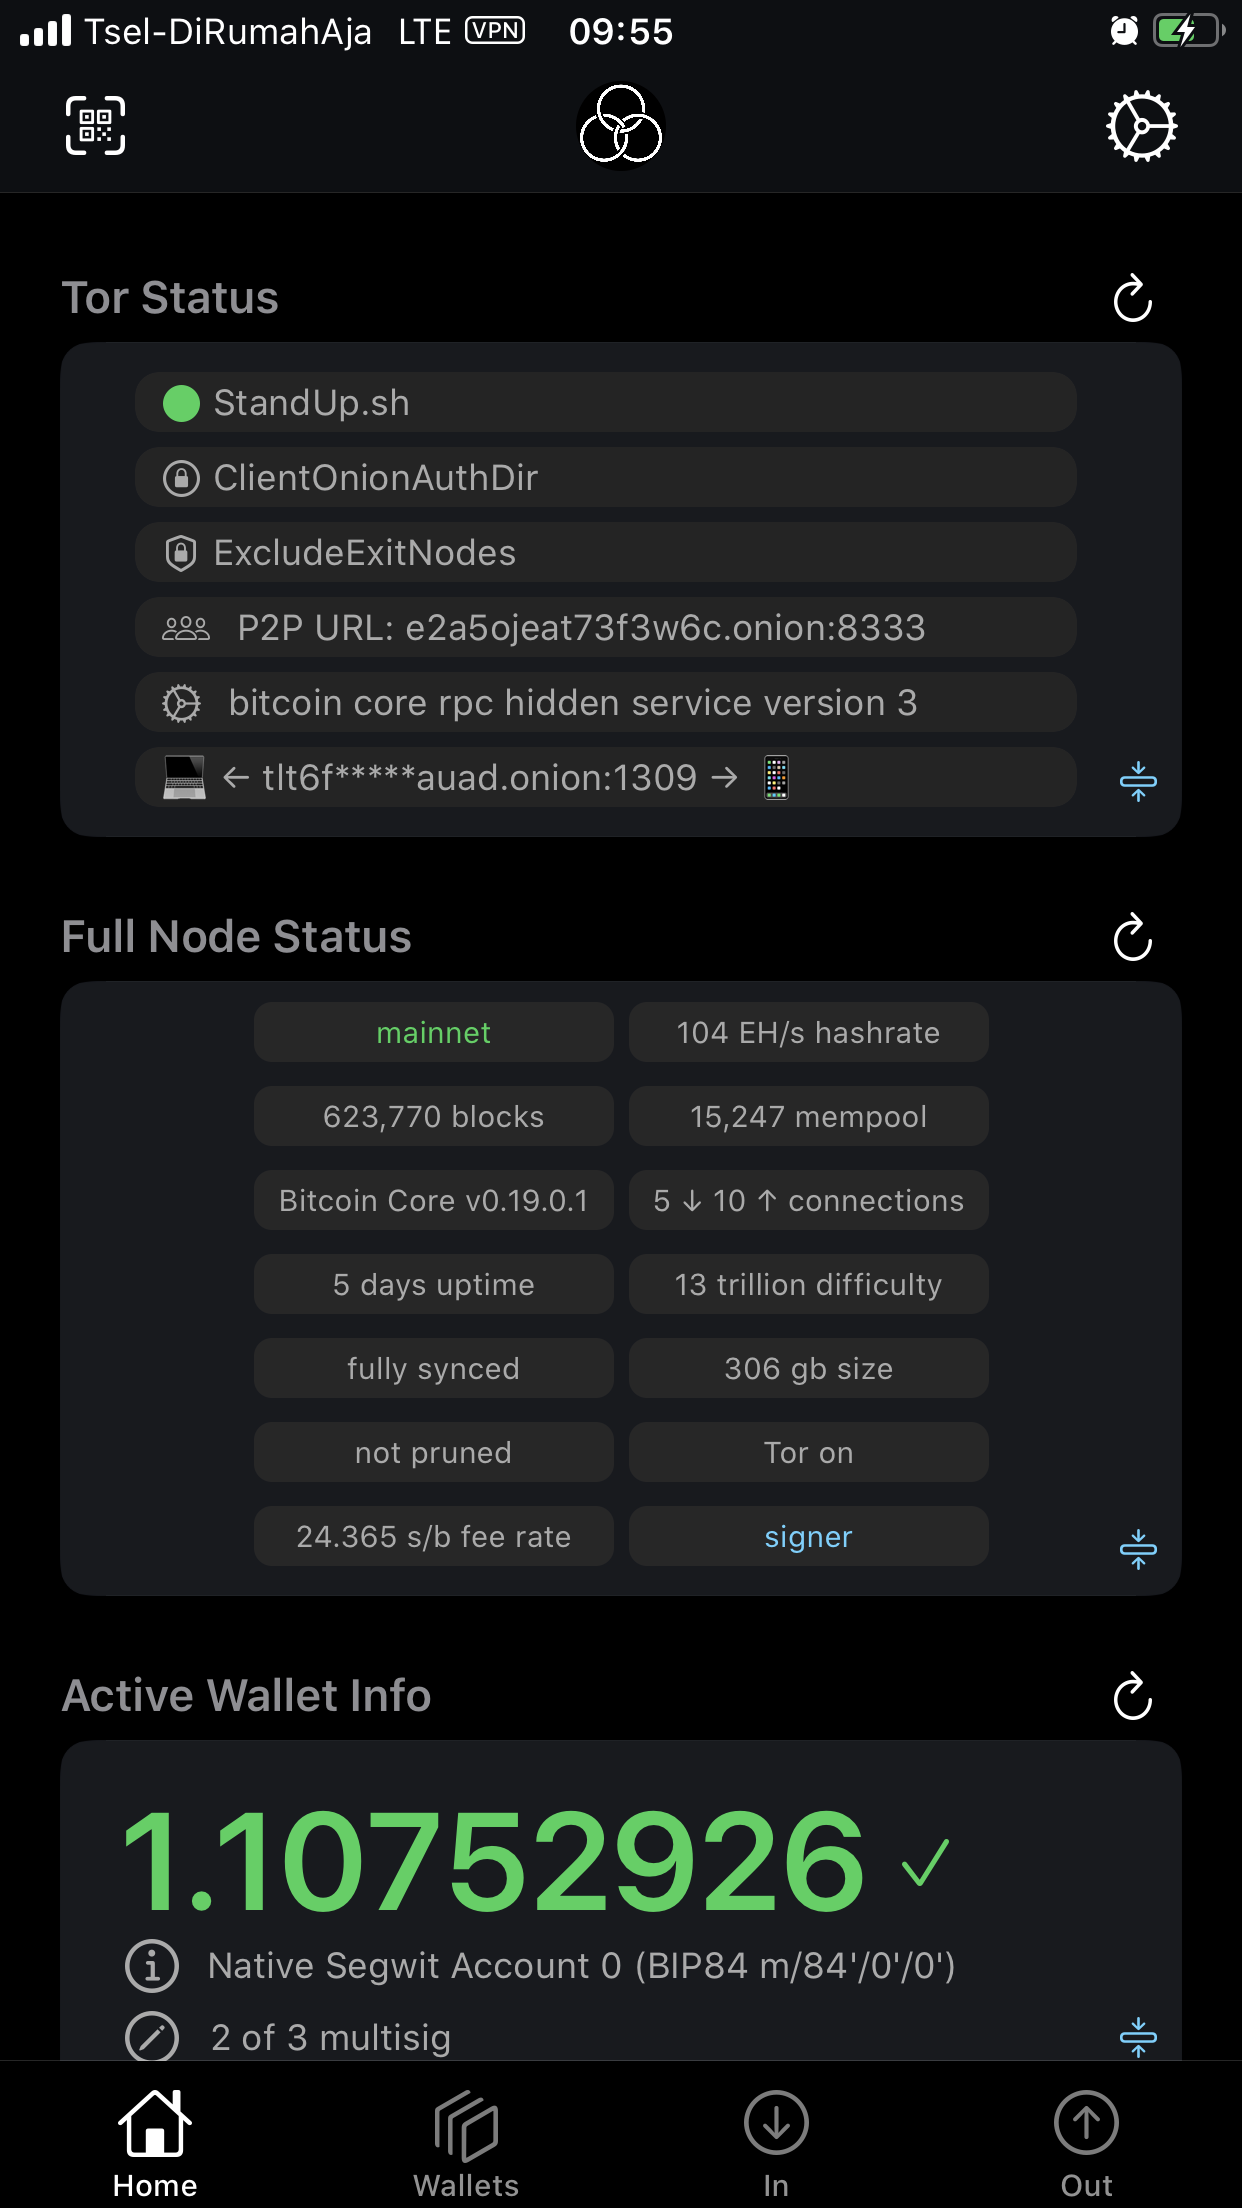 Tsel-DiRumahAja LTE VPN 09:55
Tor Status
StandUp.sh
ClientOnionAuthDir
ExcludeExitNodes
P2P URL: e2a5ojeat73f3w6c.onion:8333
bitcoin core rpc hidden service version 3
← tlt6f*****auad.onion:1309 →
Full Node Status
mainnet 104 EH/s hashrate
623,770 blocks 15,247 mempool
Bitcoin Core v0.19.0.1 5 ↓ 10 ↑ connections
5 days uptime 13 trillion difficulty
fully synced 306 gb size
not pruned Tor on
24.365 s/b fee rate signer
Active Wallet Info
1.10752926 ✓
Native Segwit Account 0 (BIP84 m/84'/0'/0')
2 of 3 multisig
Home Wallets In Out